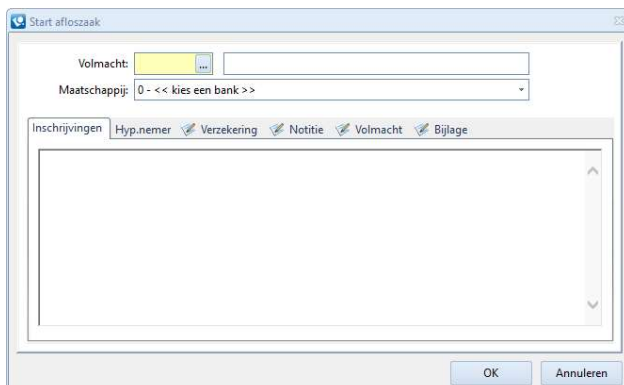 Start afloszaak
Volmacht: ...
Maatschappij: 0 - << kies een bank >>
Inschrijvingen Hyp.nemer Verzekering Notitie Volmacht Bijlage
OK Annuleren